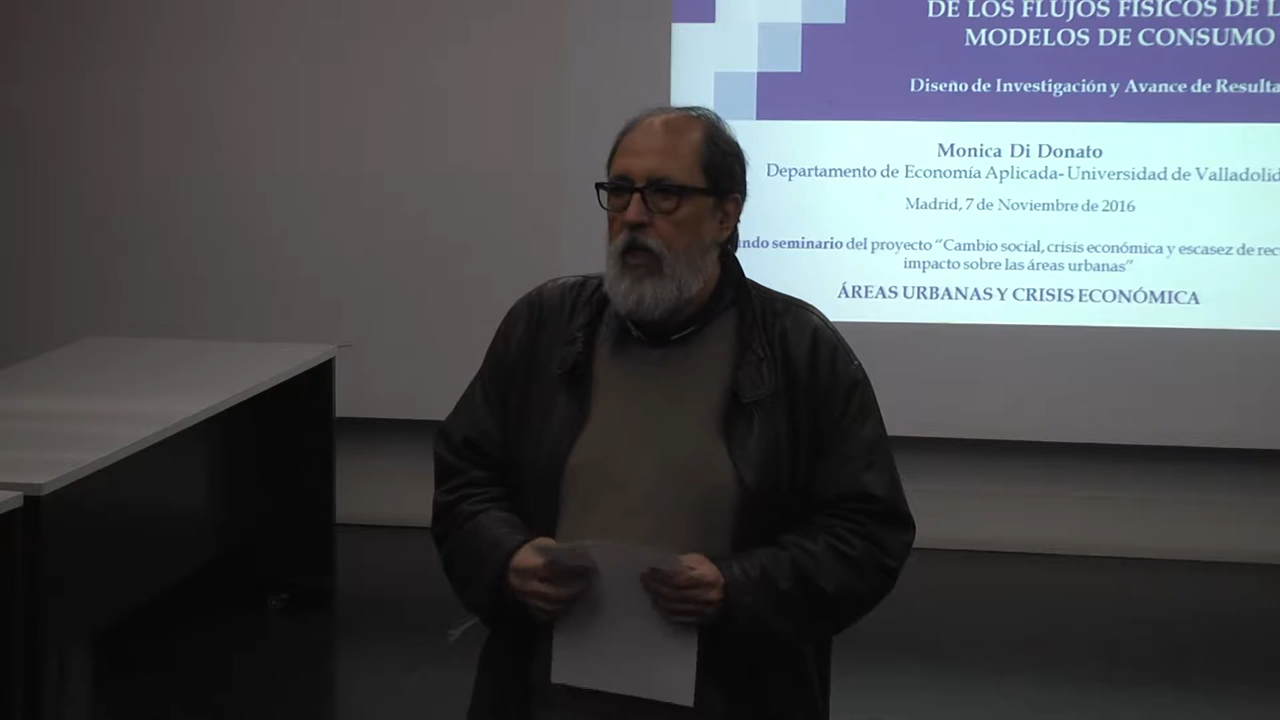 DE LOS FLUJOS FÍSICOS DE
MODELOS DE CONSUMO
Diseño de Investigación y Avance de Resulta
Monica Di Donato
Departamento de Economía Aplicada- Universidad de Valladolid
Madrid, 7 de Noviembre de 2016
ndo seminario del proyecto “Cambio social, crisis económica y escasez de rec
impacto sobre las áreas urbanas”
ÁREAS URBANAS Y CRISIS ECONÓMICA